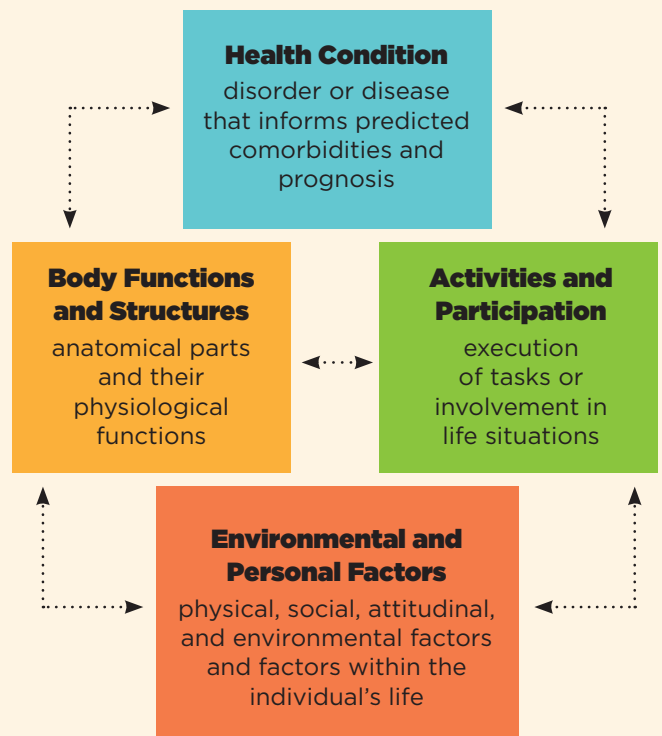 Health Condition
disorder or disease
that informs predicted
comorbidities and
prognosis
Body Functions
and Structures
anatomical parts
and their
physiological
functions
Activities and
Participation
execution
of tasks or
involvement in
life situations
Environmental and
Personal Factors
physical, social, attitudinal,
and environmental factors
and factors within the
individual’s life